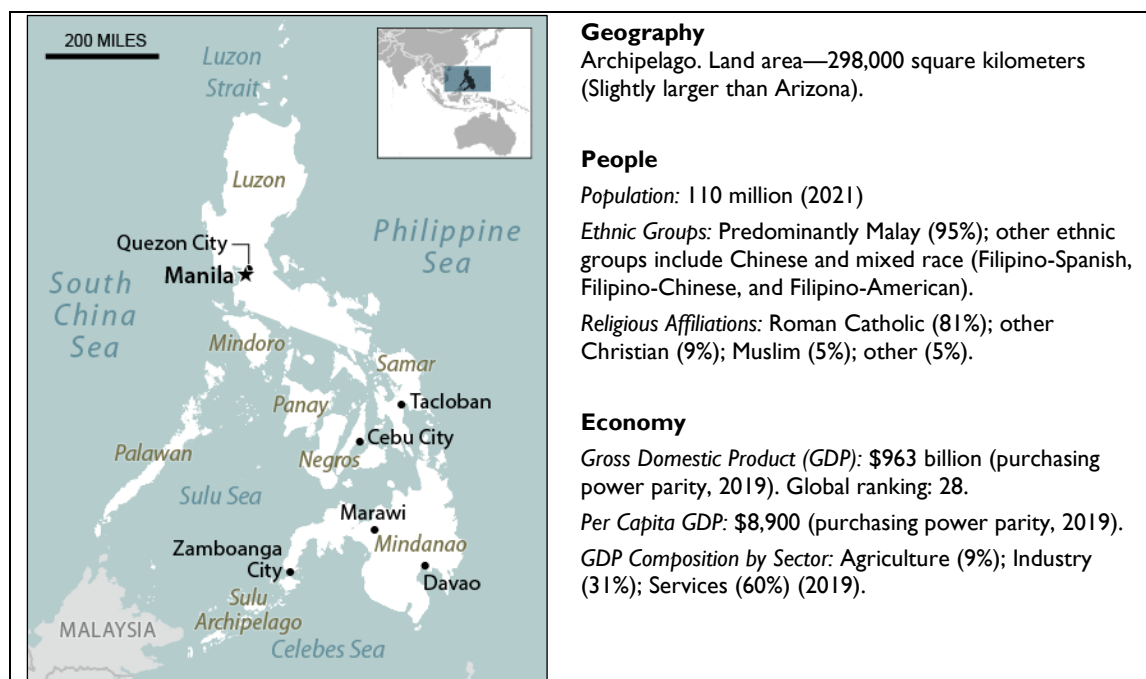 200 MILES
Luzon
Strait
Luzon
Philippine
Sea
Quezon City
Manila
South
China
Sea
Mindoro
Samar
Panay
Tacloban
Cebu City
Negros
Palawan
Sulu Sea
Marawi
Mindanao
Zamboanga
City
Davao
Sulu
Archipelago
MALAYSIA
Celebes Sea
Geography
Archipelago. Land area—298,000 square kilometers
(Slightly larger than Arizona).
People
Population: 110 million (2021)
Ethnic Groups: Predominantly Malay (95%); other ethnic
groups include Chinese and mixed race (Filipino-Spanish,
Filipino-Chinese, and Filipino-American).
Religious Affiliations: Roman Catholic (81%); other
Christian (9%); Muslim (5%); other (5%).
Economy
Gross Domestic Product (GDP): $963 billion (purchasing
power parity, 2019). Global ranking: 28.
Per Capita GDP: $8,900 (purchasing power parity, 2019).
GDP Composition by Sector: Agriculture (9%); Industry
(31%); Services (60%) (2019).